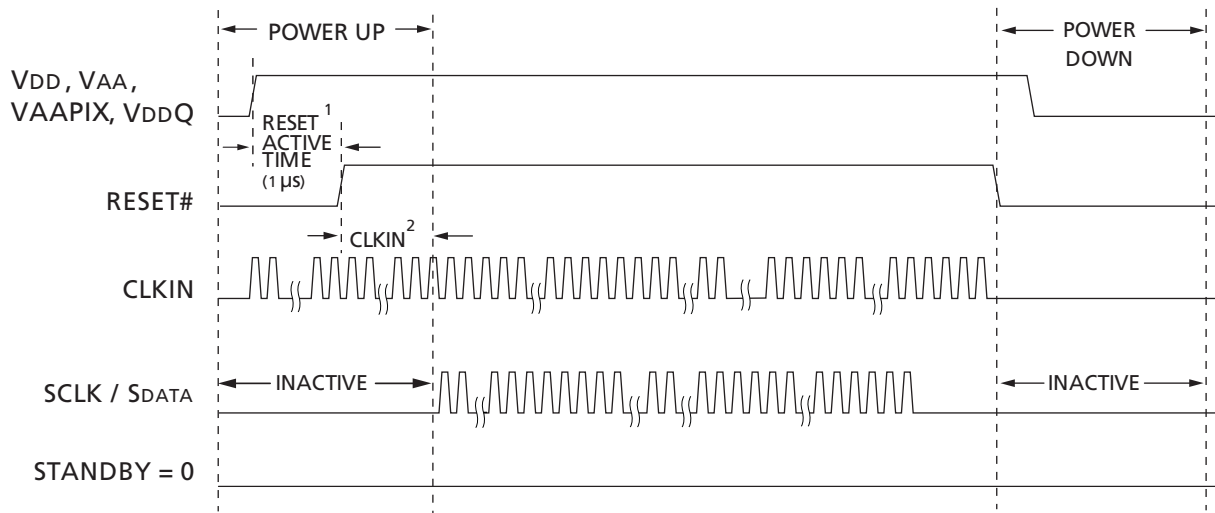 POWER UP
POWER
DOWN
VDD, VAA,
VAAPIX, VDDQ
RESET 1
ACTIVE
TIME
(1 µs)
RESET#
CLKIN 2
CLKIN
INACTIVE
INACTIVE
SCLK / SDATA
STANDBY = 0